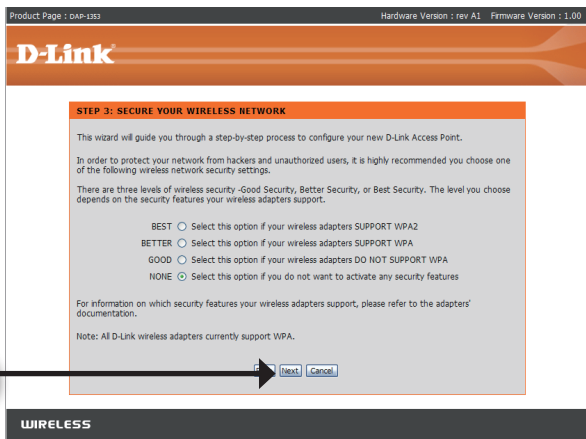 Product Page : DAP-1353 Hardware Version : rev A1 Firmware Version : 1.00
D-Link
STEP 3: SECURE YOUR WIRELESS NETWORK
This wizard will guide you through a step-by-step process to configure your new D-Link Access Point.
In order to protect your network from hackers and unauthorized users, it is highly recommended you choose one
of the following wireless network security settings.
There are three levels of wireless security -Good Security, Better Security, or Best Security. The level you choose
depends on the security features your wireless adapters support.
BEST Select this option if your wireless adapters SUPPORT WPA2
BETTER Select this option if your wireless adapters SUPPORT WPA
GOOD Select this option if your wireless adapters DO NOT SUPPORT WPA
NONE Select this option if you do not want to activate any security features
For information on which security features your wireless adapters support, please refer to the adapters'
documentation.
Note: All D-Link wireless adapters currently support WPA.
Next Cancel
WIRELESS